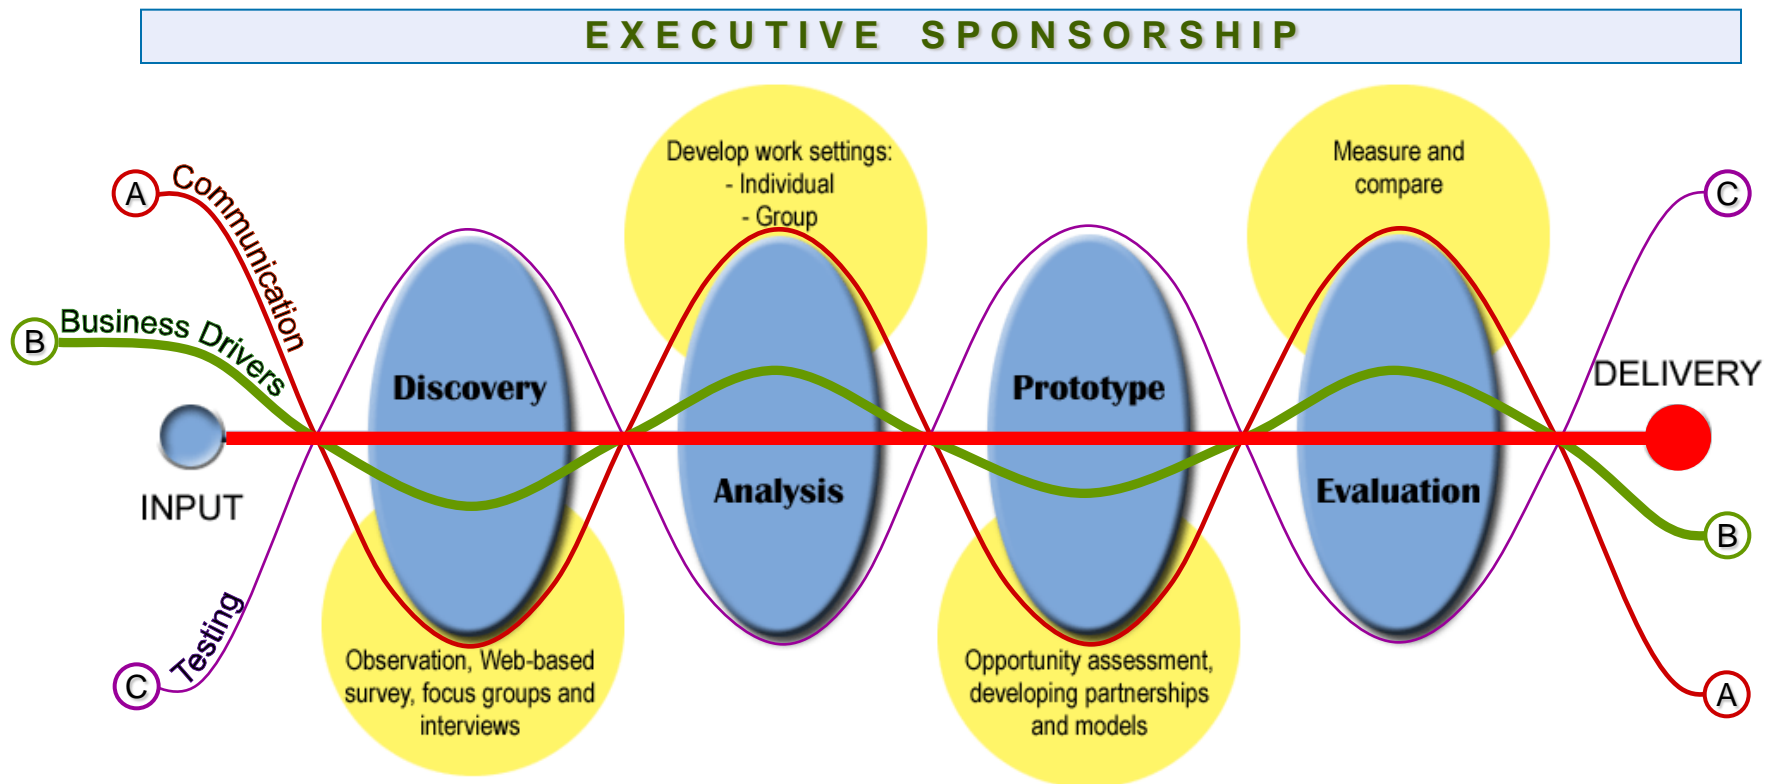 EXECUTIVE SPONSORSHIP
Develop work settings:
- Individual
- Group
Measure and
compare
A
Communication
C
B
Business Drivers
DELIVERY
Discovery
Prototype
INPUT
Analysis
Evaluation
B
Testing
C
A
Observation, Web-based
survey, focus groups and
interviews
Opportunity assessment,
developing partnerships
and models